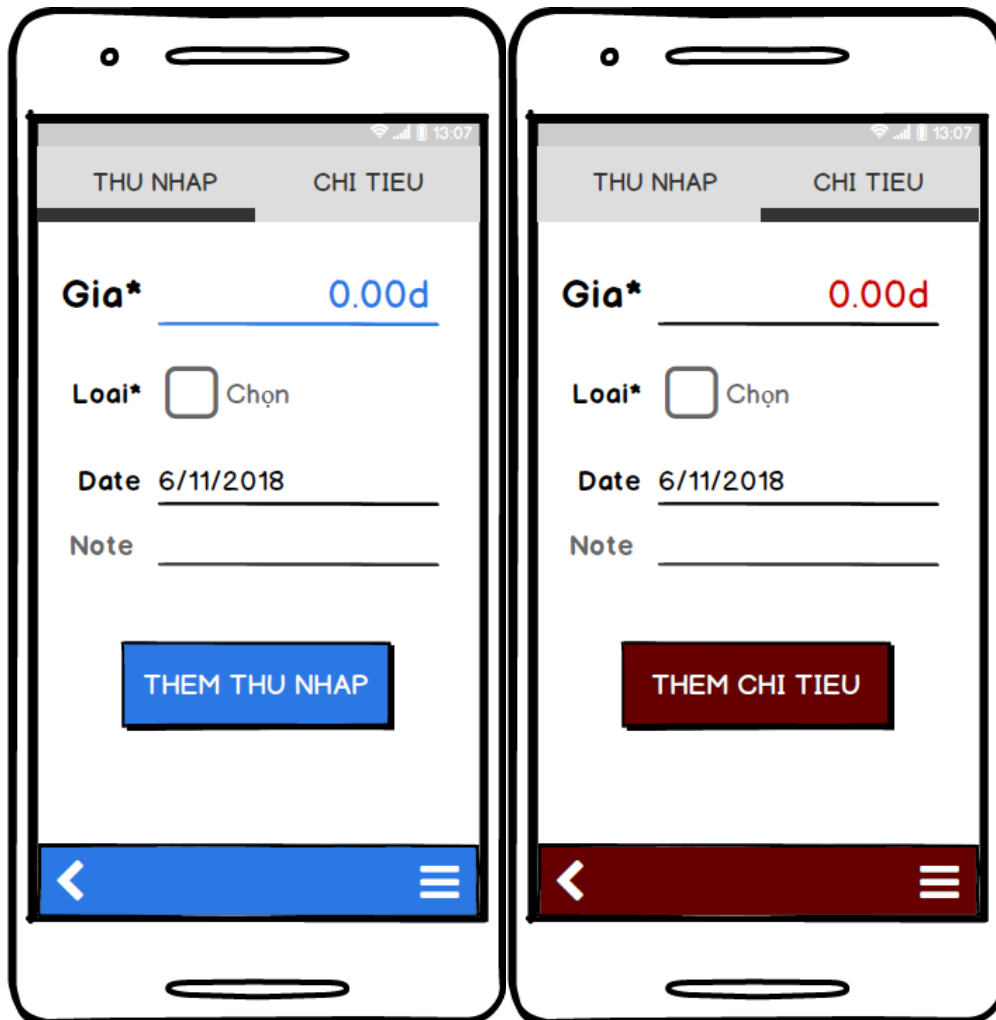 13:07
THU NHAP CHI TIEU
Gia* 0.00d
Loai* Chọn
Date 6/11/2018
Note
THEM THU NHAP
13:07
THU NHAP CHI TIEU
Gia* 0.00d
Loai* Chọn
Date 6/11/2018
Note
THEM CHI TIEU